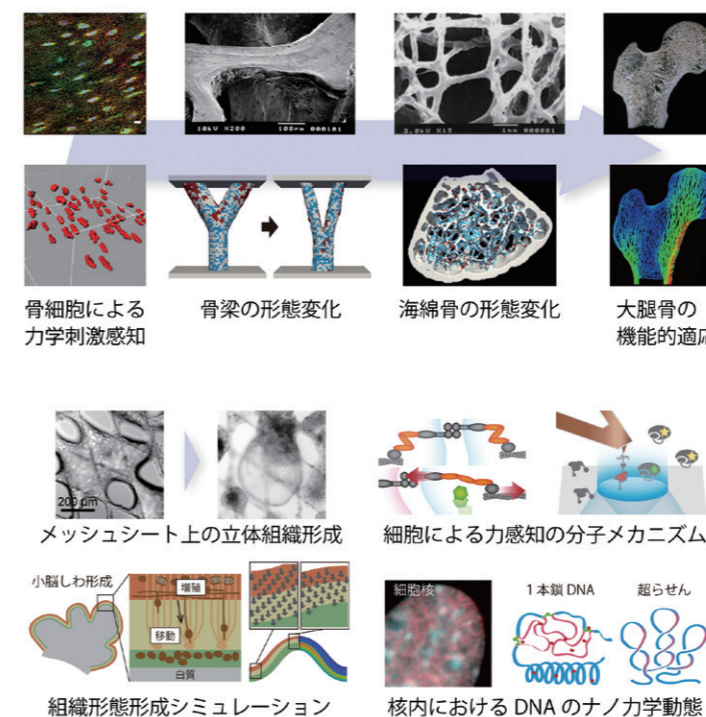 10kV X200 100μm 000101
3.0kV X15 1mm 000001
骨細胞による
力学刺激感知
骨梁の形態変化
海綿骨の形態変化
大腿骨の
機能的適応
200 μm
メッシュシート上の立体組織形成
細胞による力感知の分子メカニズム
小脳しわ形成
増殖
移動
白質
組織形態形成シミュレーション
細胞核
1本鎖 DNA
超らせん
核内における DNA のナノ力学動態